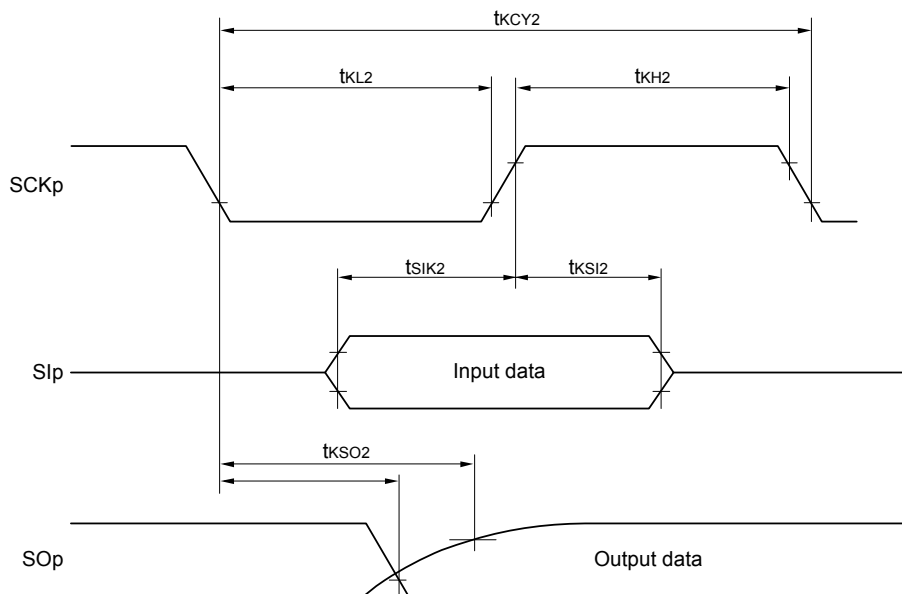 tKCY2
tKL2
tKH2
SCKp
tSIK2
tKSI2
SIp
Input data
tKSO2
SOp
Output data